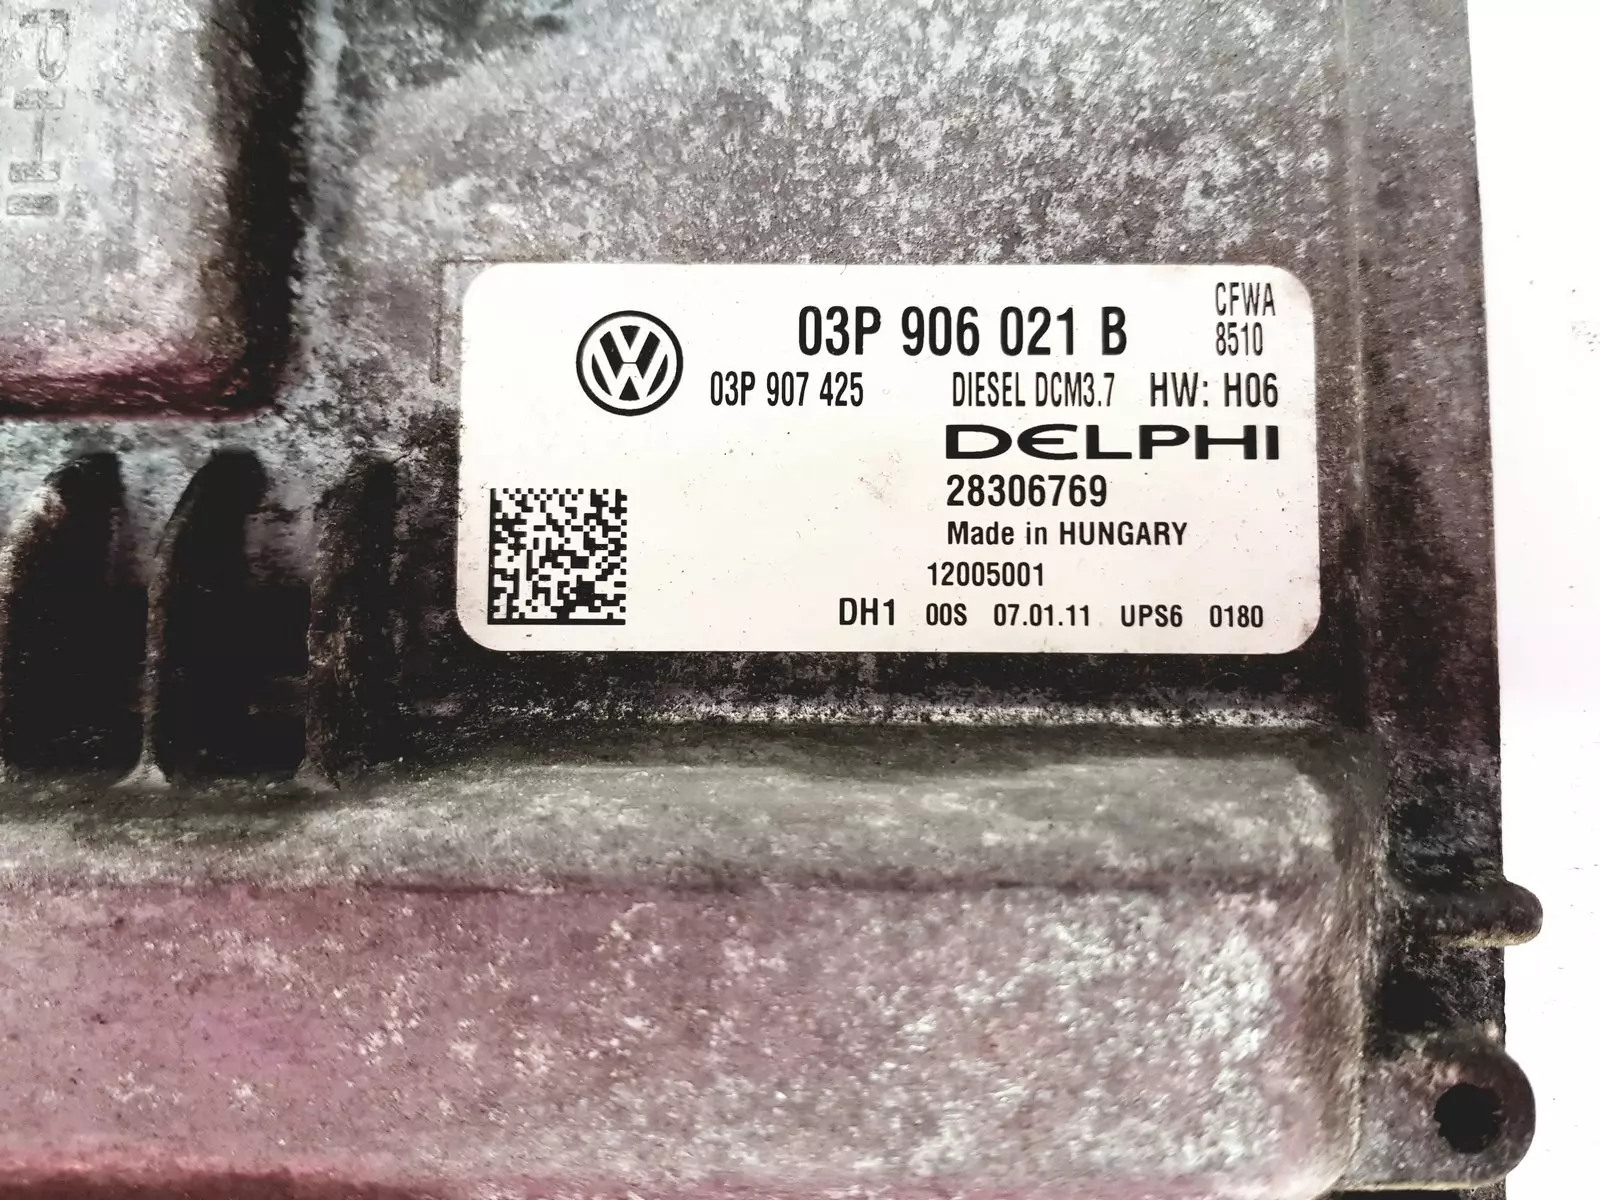 03P 906 021 B
CFWA
8510
03P 907 425 DIESEL DCM3.7 HW: H06
DELPHI
28306769
Made in HUNGARY
12005001
DH1 00S 07.01.11 UPS6 0180